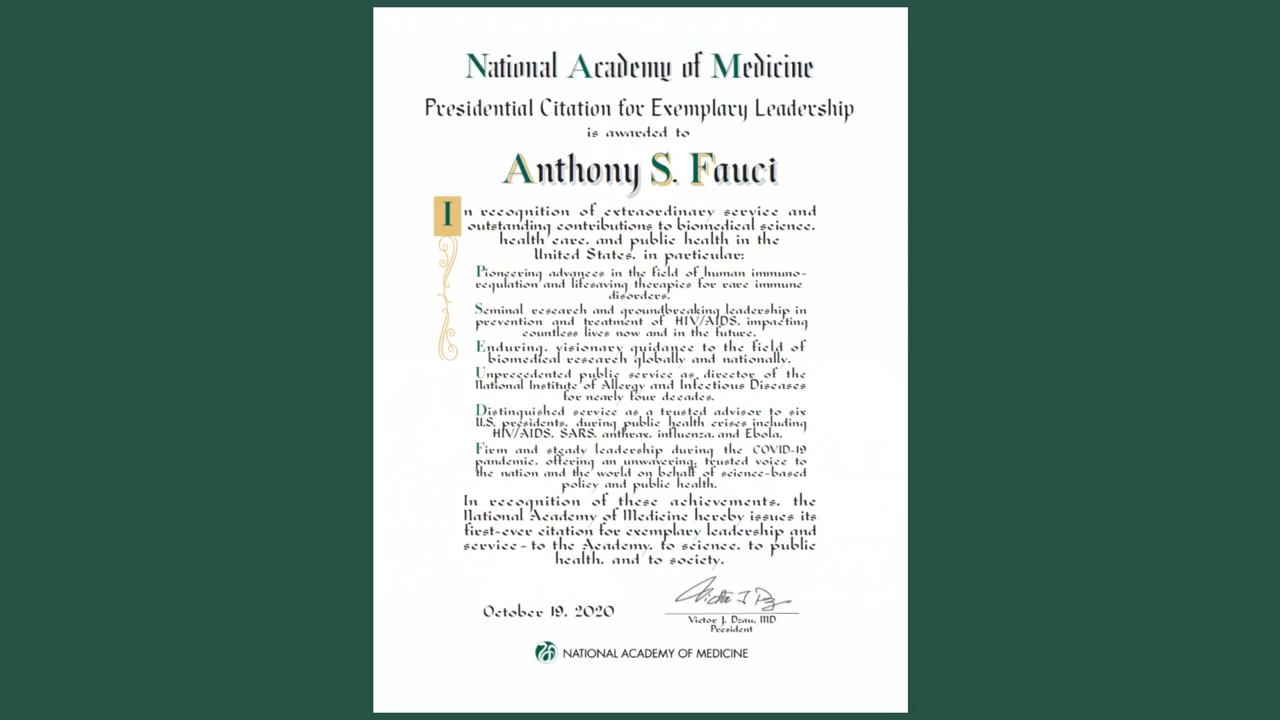 National Academy of Medicine
Presidential Citation for Exemplary Leadership
is awarded to
Anthony S. Fauci
In recognition of extraordinary service and
outstanding contributions to biomedical science,
health care, and public health in the
United States, in particular:
Pioneering advances in the field of human immuno-
regulation and lifesaving therapies for rare immune
disorders.
Seminal research and groundbreaking leadership in
prevention and treatment of HIV/AIDS, impacting
countless lives now and in the future.
Enduring, visionary guidance to the field of
biomedical research globally and nationally.
Unprecedented public service as director of the
National Institute of Allergy and Infectious Diseases
for nearly four decades.
Distinguished service as a trusted advisor to six
U.S. presidents, during public health crises including
HIV/AIDS, SARS, anthrax, influenza, and Ebola.
Firm and steady leadership during the COVID-19
pandemic, offering an unwavering, trusted voice to
the nation and the world on behalf of science-based
policy and public health.
In recognition of these achievements, the
National Academy of Medicine hereby issues its
first-ever citation for exemplary leadership and
service - to the Academy, to science, to public
health, and to society.
October 19, 2020
Victor J. Dzau, MD
President
NATIONAL ACADEMY OF MEDICINE